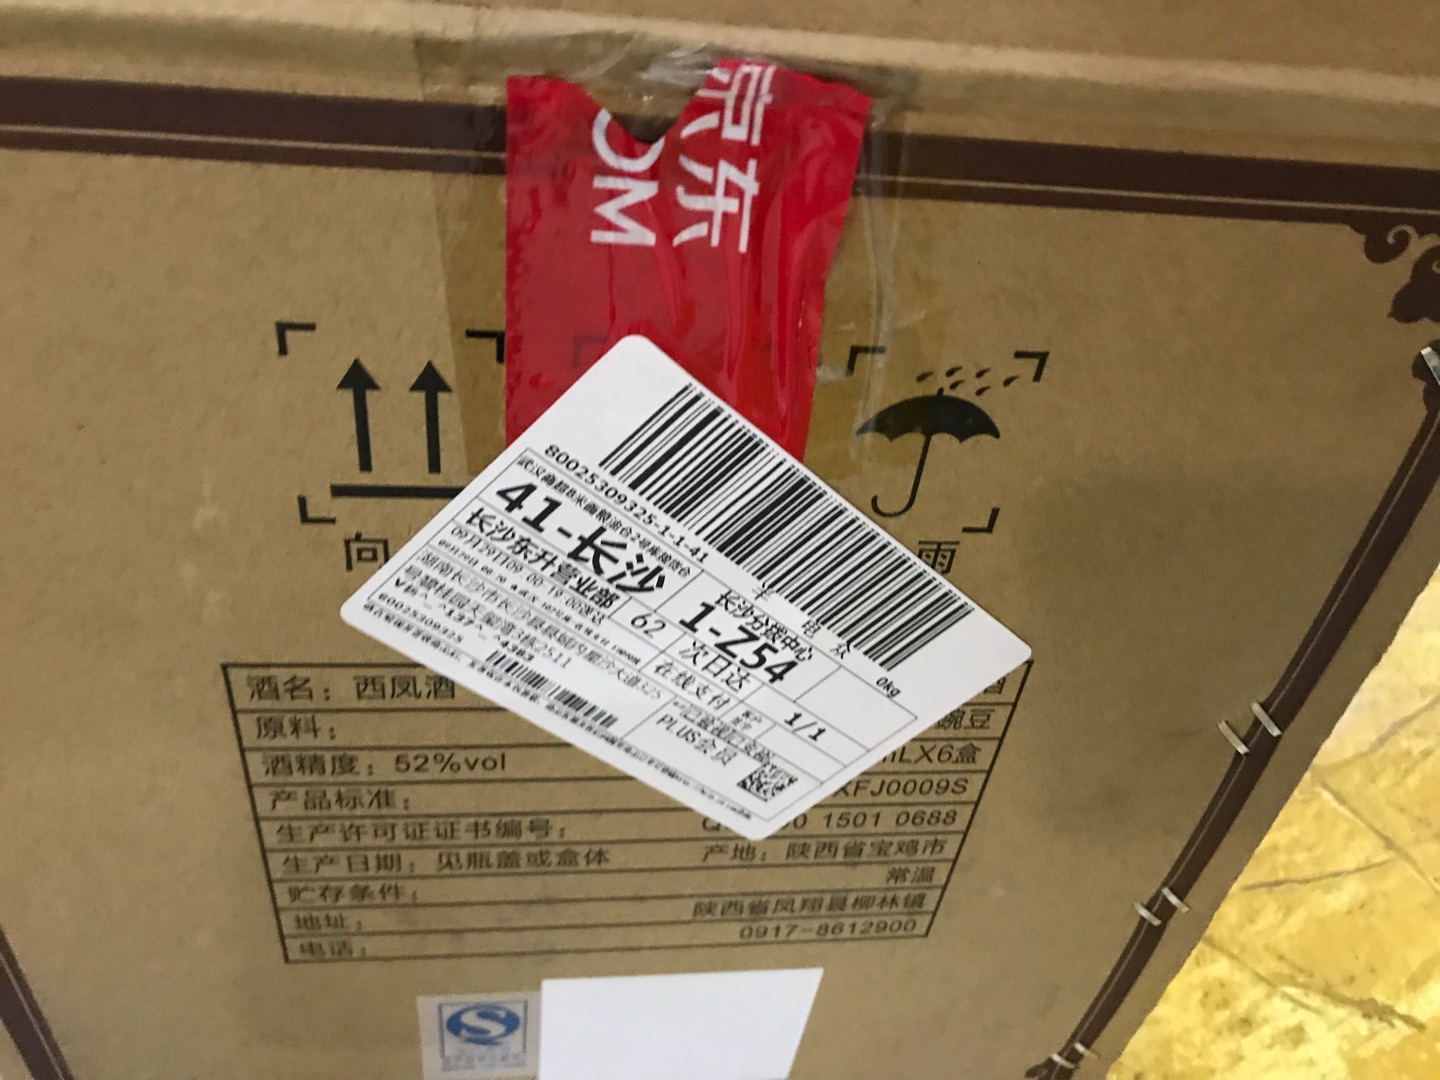 京东
OM
80025309325-1-1-41
41-长沙
长沙分拨中心
长沙东升营业部
62
1-Z54
次日达
在线支付
0kg
1/1
PLUS会员
80025309325
向
雨
酒名：西凤酒
原料：
豌豆
酒精度：52%vol
MLX6盒
产品标准：
XFJ0009S
生产许可证证书编号：
1501 0688
生产日期：见瓶盖或盒体
产地：陕西省宝鸡市
贮存条件：
常温
地址：
陕西省凤翔县柳林镇
电话：
0917-8612900